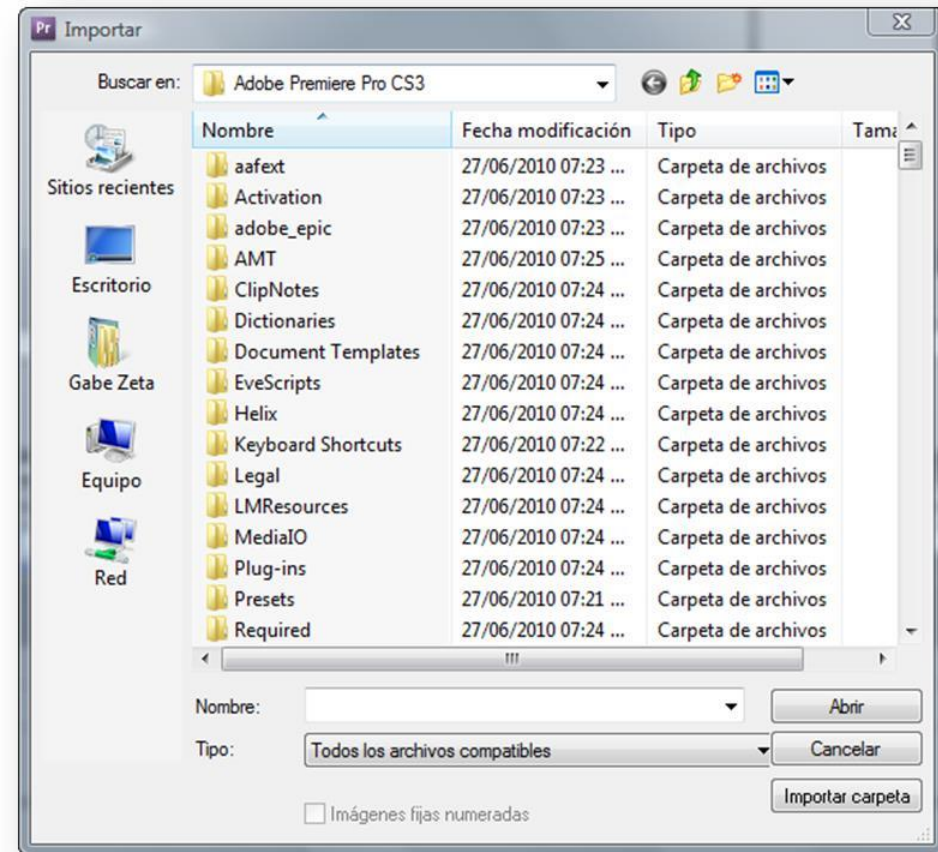 Pr Importar
Buscar en: Adobe Premiere Pro CS3
Sitios recientes
Escritorio
Gabe Zeta
Equipo
Red
Nombre Fecha modificación Tipo Tama
aafext 27/06/2010 07:23 ... Carpeta de archivos
Activation 27/06/2010 07:23 ... Carpeta de archivos
adobe_epic 27/06/2010 07:23 ... Carpeta de archivos
AMT 27/06/2010 07:25 ... Carpeta de archivos
ClipNotes 27/06/2010 07:24 ... Carpeta de archivos
Dictionaries 27/06/2010 07:24 ... Carpeta de archivos
Document Templates 27/06/2010 07:24 ... Carpeta de archivos
EveScripts 27/06/2010 07:24 ... Carpeta de archivos
Helix 27/06/2010 07:24 ... Carpeta de archivos
Keyboard Shortcuts 27/06/2010 07:22 ... Carpeta de archivos
Legal 27/06/2010 07:24 ... Carpeta de archivos
LMResources 27/06/2010 07:24 ... Carpeta de archivos
MediaIO 27/06/2010 07:24 ... Carpeta de archivos
Plug-ins 27/06/2010 07:24 ... Carpeta de archivos
Presets 27/06/2010 07:21 ... Carpeta de archivos
Required 27/06/2010 07:24 ... Carpeta de archivos
Nombre: Abrir
Tipo: Todos los archivos compatibles Cancelar
Importar carpeta
Imágenes fijas numeradas